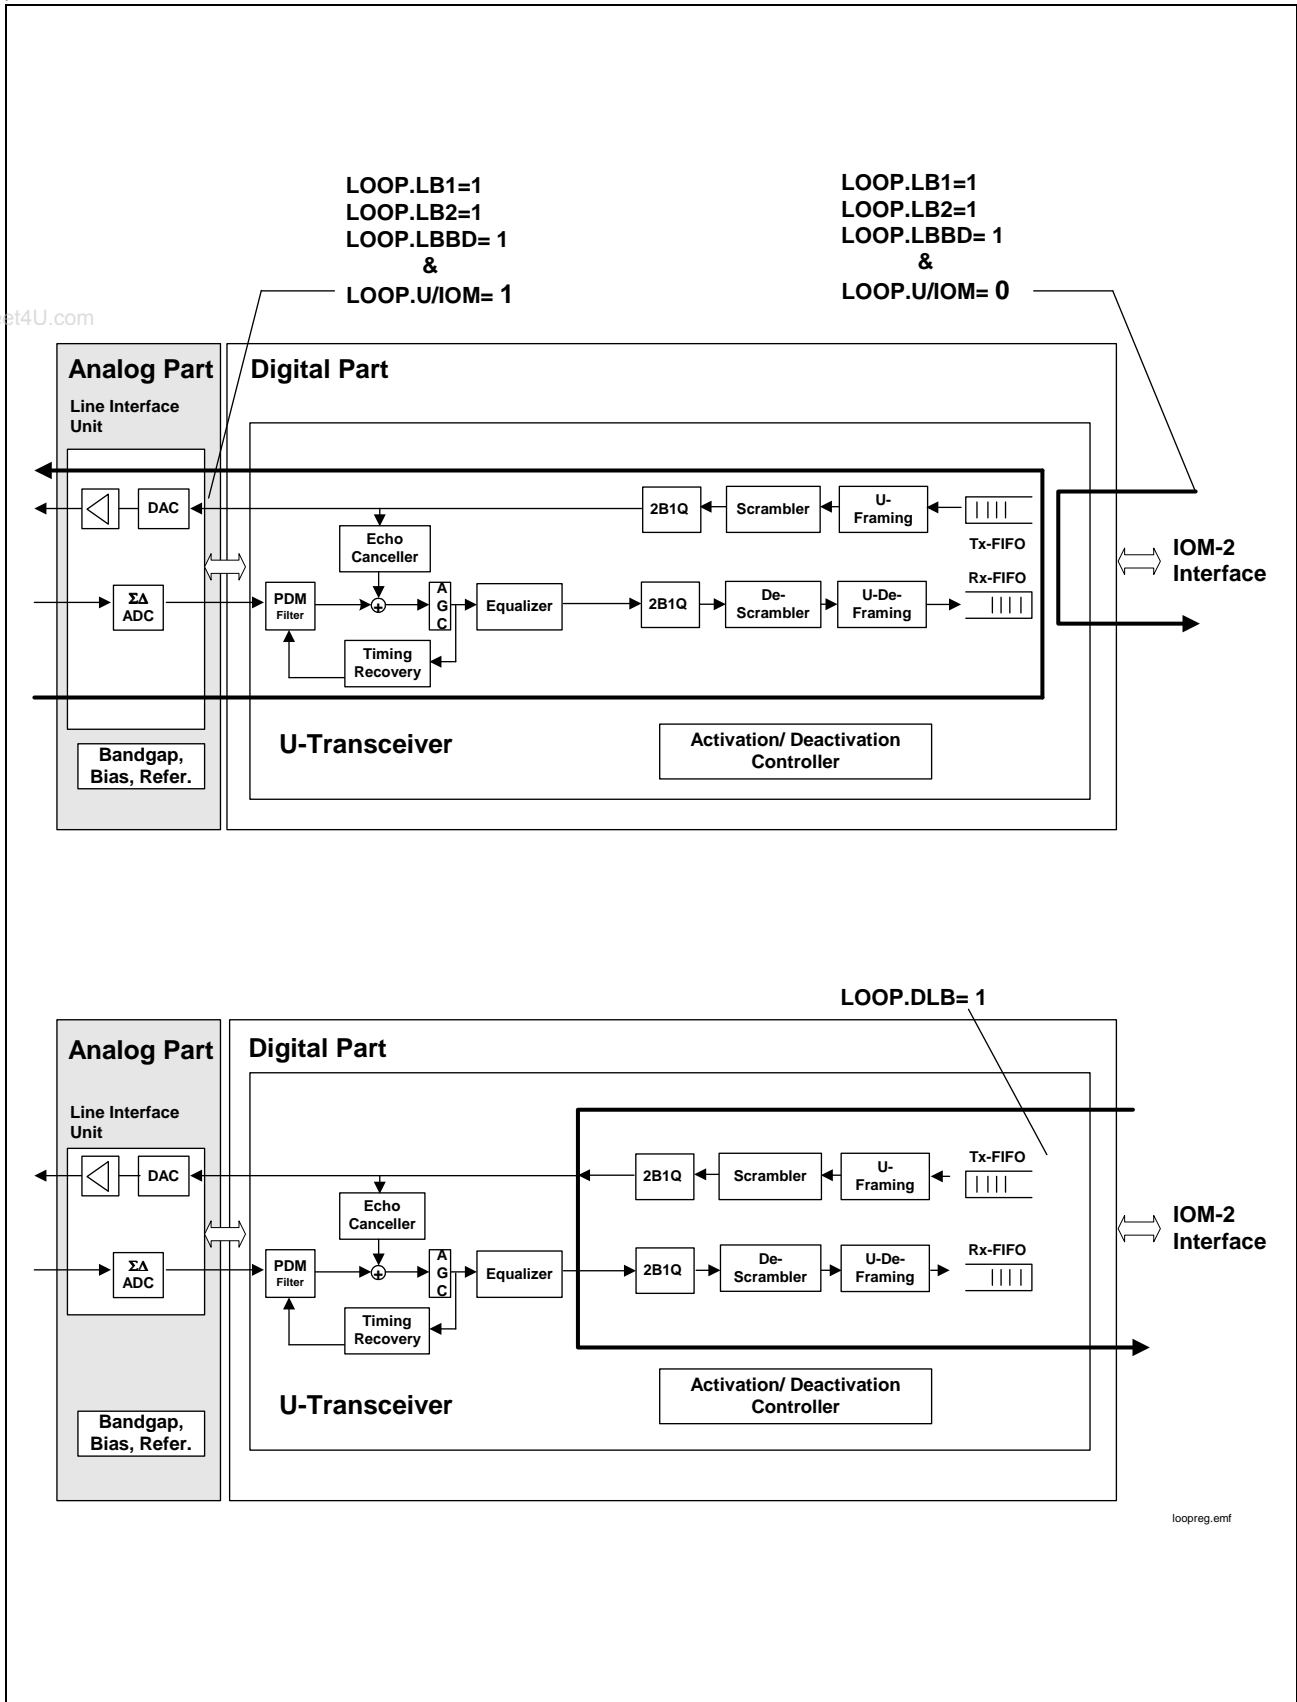 LOOP.LB1=1
LOOP.LB2=1
LOOP.LBBD= 1
&
LOOP.U/IOM= 1
LOOP.LB1=1
LOOP.LB2=1
LOOP.LBBD= 1
&
LOOP.U/IOM= 0
et4U.com
Analog Part
Digital Part
Line Interface
Unit
DAC
2B1Q
Scrambler
U-
Framing
Tx-FIFO
Echo
Canceller
IOM-2
Interface
Rx-FIFO
ΣΔ
ADC
PDM
Filter
+
A
G
C
Equalizer
2B1Q
De-
Scrambler
U-De-
Framing
Timing
Recovery
U-Transceiver
Activation/ Deactivation
Controller
Bandgap,
Bias, Refer.
LOOP.DLB= 1
Analog Part
Digital Part
Line Interface
Unit
DAC
2B1Q
Scrambler
U-
Framing
Tx-FIFO
Echo
Canceller
IOM-2
Interface
Rx-FIFO
ΣΔ
ADC
PDM
Filter
+
A
G
C
Equalizer
2B1Q
De-
Scrambler
U-De-
Framing
Timing
Recovery
U-Transceiver
Activation/ Deactivation
Controller
Bandgap,
Bias, Refer.
loopreg.emf